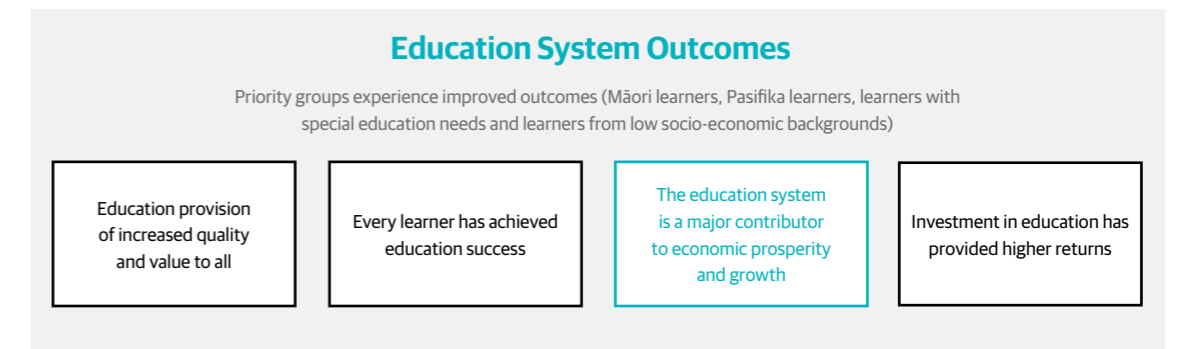 Education System Outcomes
Priority groups experience improved outcomes (Māori learners, Pasifika learners, learners with
special education needs and learners from low socio-economic backgrounds)
Education provision
of increased quality
and value to all
Every learner has achieved
education success
The education system
is a major contributor
to economic prosperity
and growth
Investment in education has
provided higher returns